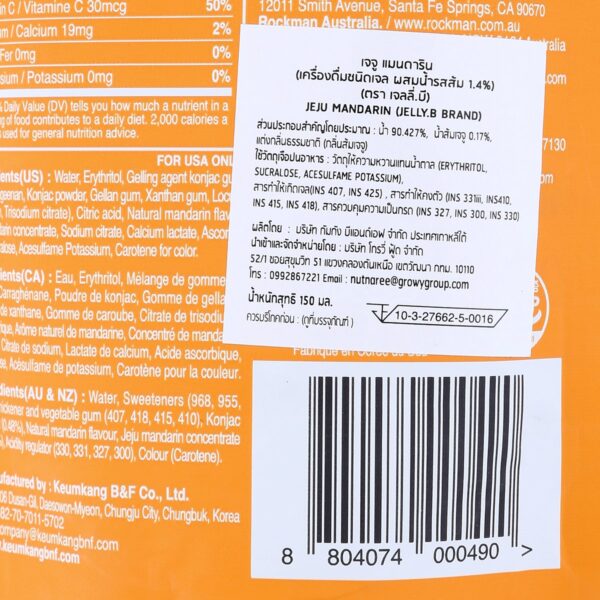 n C / Vitamine C 30mcg 50%
m / Calcium 19mg 2%
Fer 0mg 0%
ssium / Potassium 0mg 0%
Daily Value (DV) tells you how much a nutrient in a
of food contributes to a daily diet. 2,000 calories a
used for general nutrition advice.
FOR USA ONL
ients(US) : Water, Erythritol, Gelling agent konjac gu
geenan, Konjac powder, Gellan gum, Xanthan gum, Locu
, Trisodium citrate), Citric acid, Natural mandarin flavour
rin concentrate, Sodium citrate, Calcium lactate, Ascorb
alose, Acesulfame Potassium, Carotene for color.
dients(CA) : Eau, Erythritol, Mélange de gomme
Carraghénane, Poudre de konjac, Gomme de gella
de xanthane, Gomme de caroube, Citrate de trisod
trique, Arôme naturel de mandarine, Concentré de mandar
Citrate de sodium, Lactate de calcium, Acide ascorbique,
se, Acésulfame de potassium, Carotène pour la couleur.
dients(AU & NZ) : Water, Sweeteners (968, 955,
hickener and vegetable gum (407, 418, 415, 410), Konjac
0.48%), Natural mandarin flavour, Jeju mandarin concentrate
), Acidity regulator (330, 331, 327, 300), Colour (Carotene).
ufactured by : Keumkang B&F Co., Ltd.
06 Dusan-Gil, Daesowon-Myeon, Chungju City, Chungbuk, Korea
82-70-7011-5702
company@keumkangbnf.com
w.keumkangbnf.com
12011 Smith Avenue, Santa Fe Springs, CA 90670
Rockman Australia. / www.rockman.com.au
เจจู แมนดาริน
(เครื่องดื่มชนิดเจล ผสมน้ำรสส้ม 1.4%)
(ตรา เจลลี่.บี)
JEJU MANDARIN (JELLY.B BRAND)
ส่วนประกอบสำคัญโดยประมาณ : น้ำ 90.427%, น้ำส้มเจจู 0.17%,
แต่งกลิ่นธรรมชาติ (กลิ่นส้มเจจู)
ใช้วัตถุเจือปนอาหาร : วัตถุให้ความหวานแทนน้ำตาล (ERYTHRITOL,
SUCRALOSE, ACESULFAME POTASSIUM),
สารทำให้เกิดเจล(INS 407, INS 425) , สารทำให้คงตัว (INS 331iii, INS410,
INS 415, INS 418), สารควบคุมความเป็นกรด (INS 327, INS 300, INS 330)
ผลิตโดย : บริษัท กัมกัง บีแอนด์เอฟ จำกัด ประเทศเกาหลีใต้
นำเข้าและจัดจำหน่ายโดย : บริษัท โกรวี่ ฟู้ด จำกัด
52/1 ซอยสุขุมวิท 51 แขวงคลองตันเหนือ เขตวัฒนา กทม. 10110
โทร : 0992867221 Email : nutnaree@growygroup.com
น้ำหนักสุทธิ 150 มล.
ควรบริโภคก่อน : (ดูที่บรรจุภัณฑ์ )
10-3-27662-5-0016
Fabriqué en Corée du Sud
8 804074 000490 >